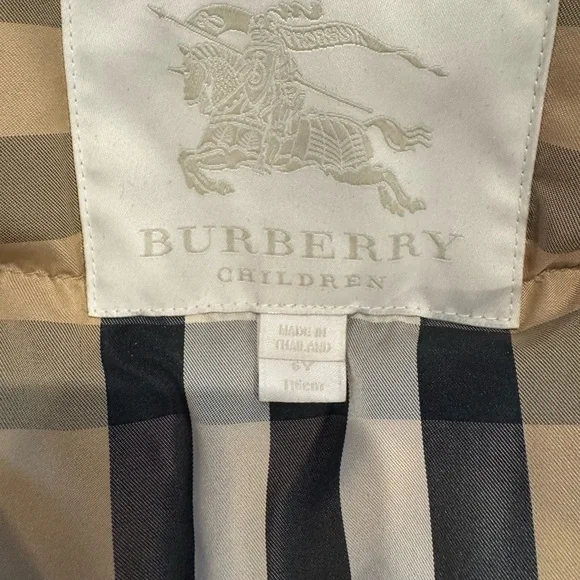 BURBERRY
CHILDREN
MADE IN
THAILAND
6Y
116cm